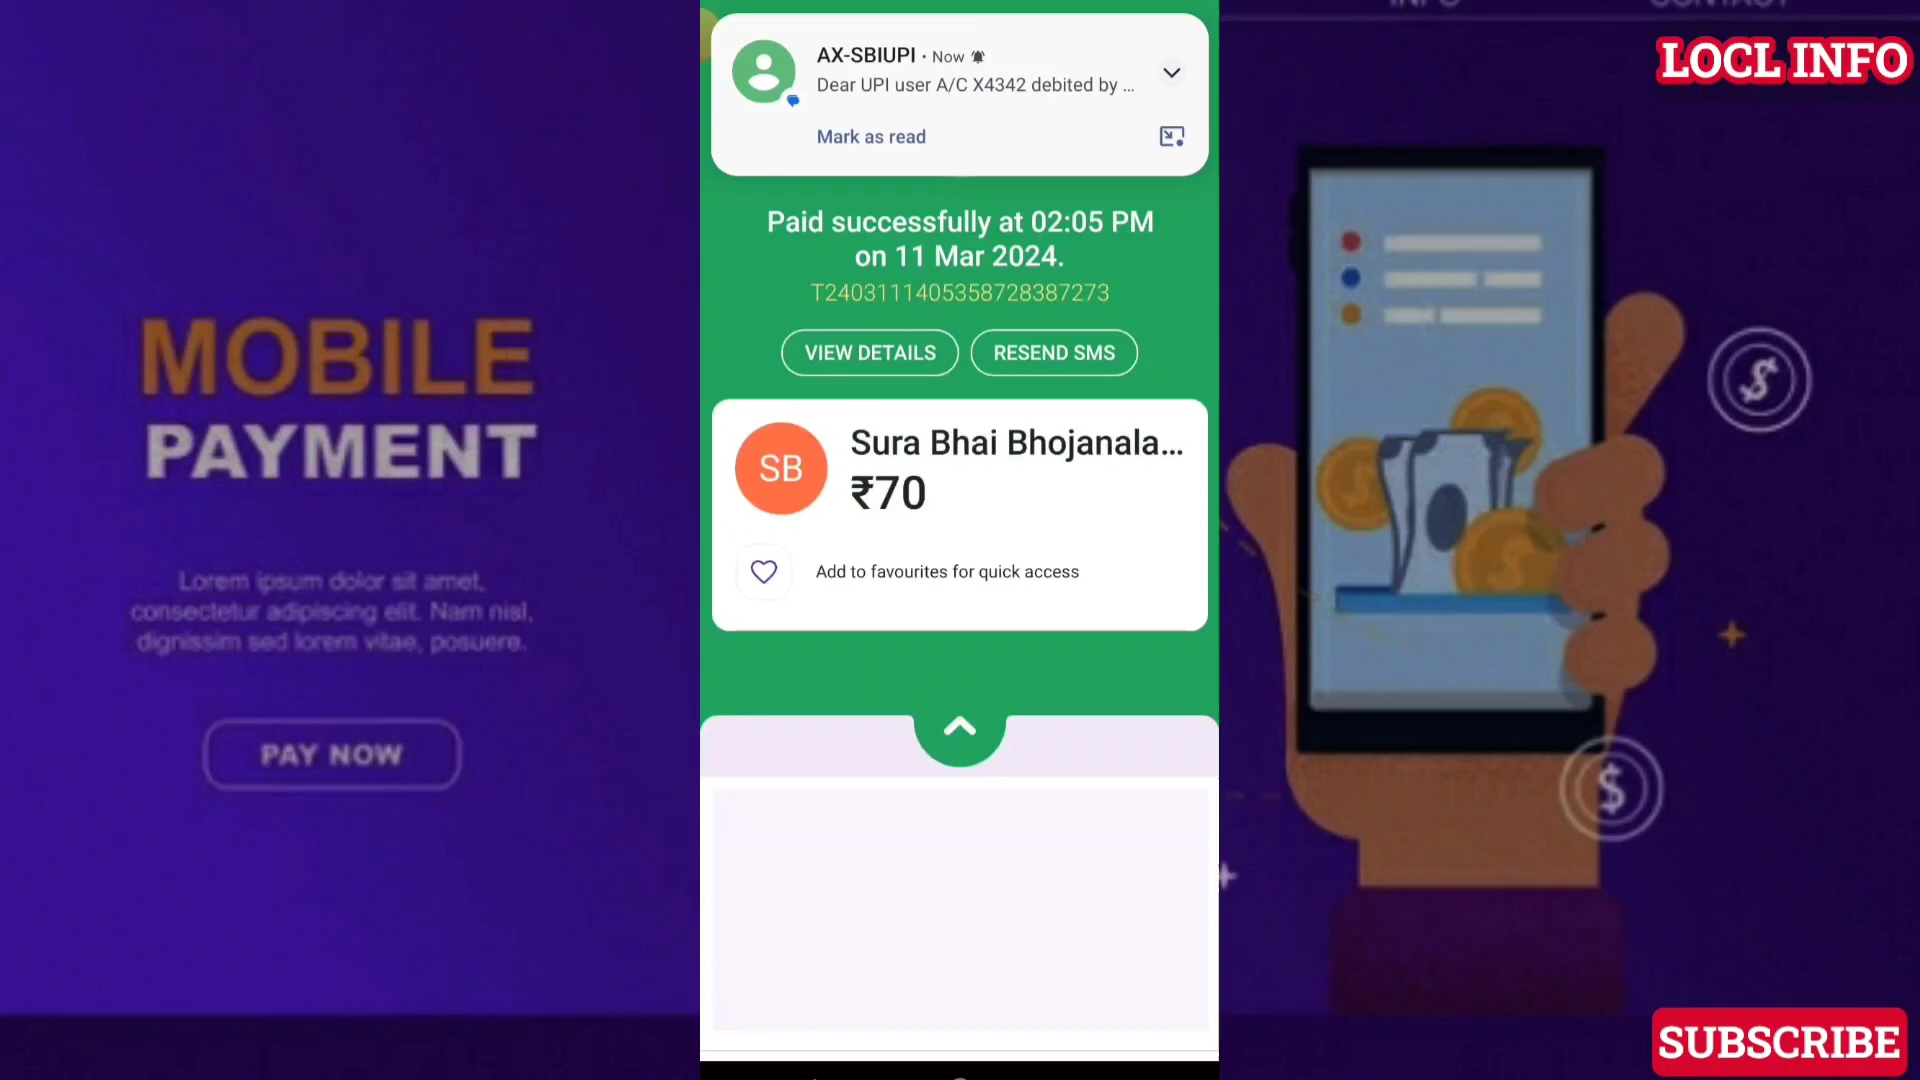 INFO CONTACT
LOCL INFO
AX-SBIUPI • Now
Dear UPI user A/C X4342 debited by ...
Mark as read
Paid successfully at 02:05 PM
on 11 Mar 2024.
T2403111405358728387273
VIEW DETAILS
RESEND SMS
SB
Sura Bhai Bhojanala...
₹70
Add to favourites for quick access
MOBILE
PAYMENT
Lorem ipsum dolor sit amet,
consectetur adipiscing elit. Nam nisl,
dignissim sed lorem vitae, posuere.
PAY NOW
$
$
SUBSCRIBE